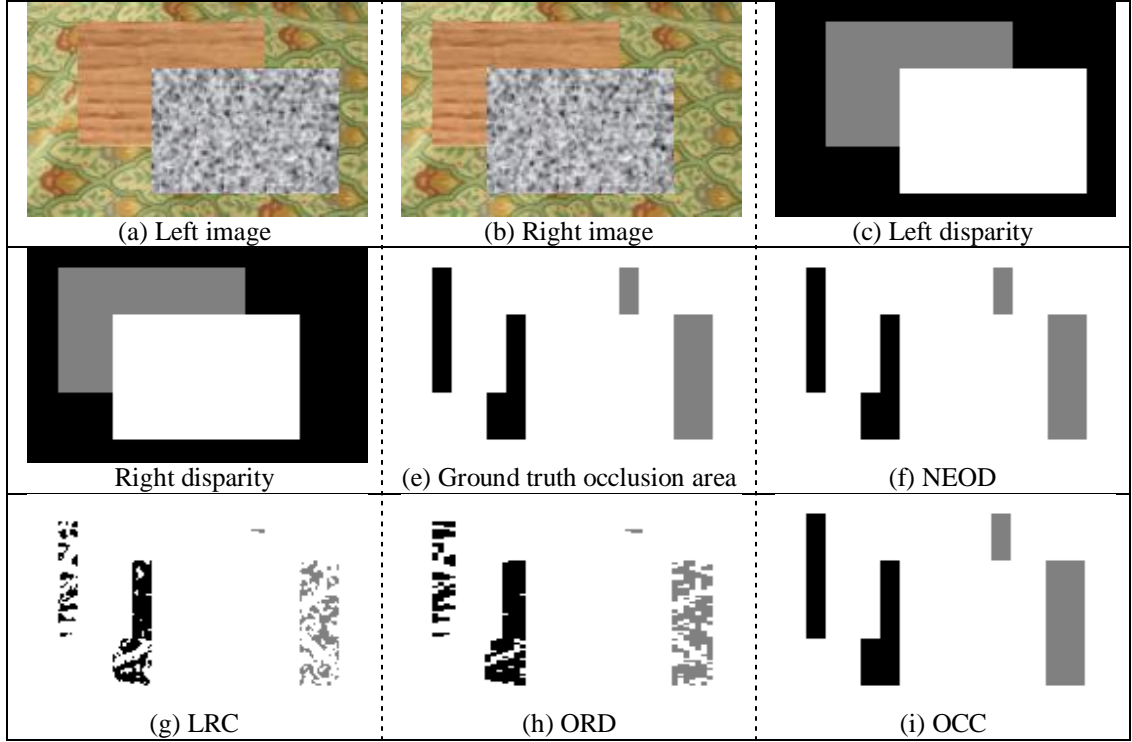 (a) Left image
(b) Right image
(c) Left disparity
Right disparity
(e) Ground truth occlusion area
(f) NEOD
(g) LRC
(h) ORD
(i) OCC